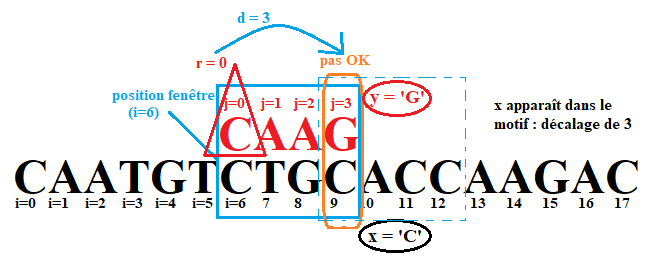 d = 3
r = 0
pas OK
position fenêtre
(i=6)
j=0 j=1 j=2 j=3
y = 'G'
x apparaît dans le
motif : décalage de 3
CAAG
CAATGTCTGCACCAAGAC
i=0 i=1 i=2 i=3 i=4 i=5 i=6 7 8 9 10 11 12 13 14 15 16 17
x = 'C'